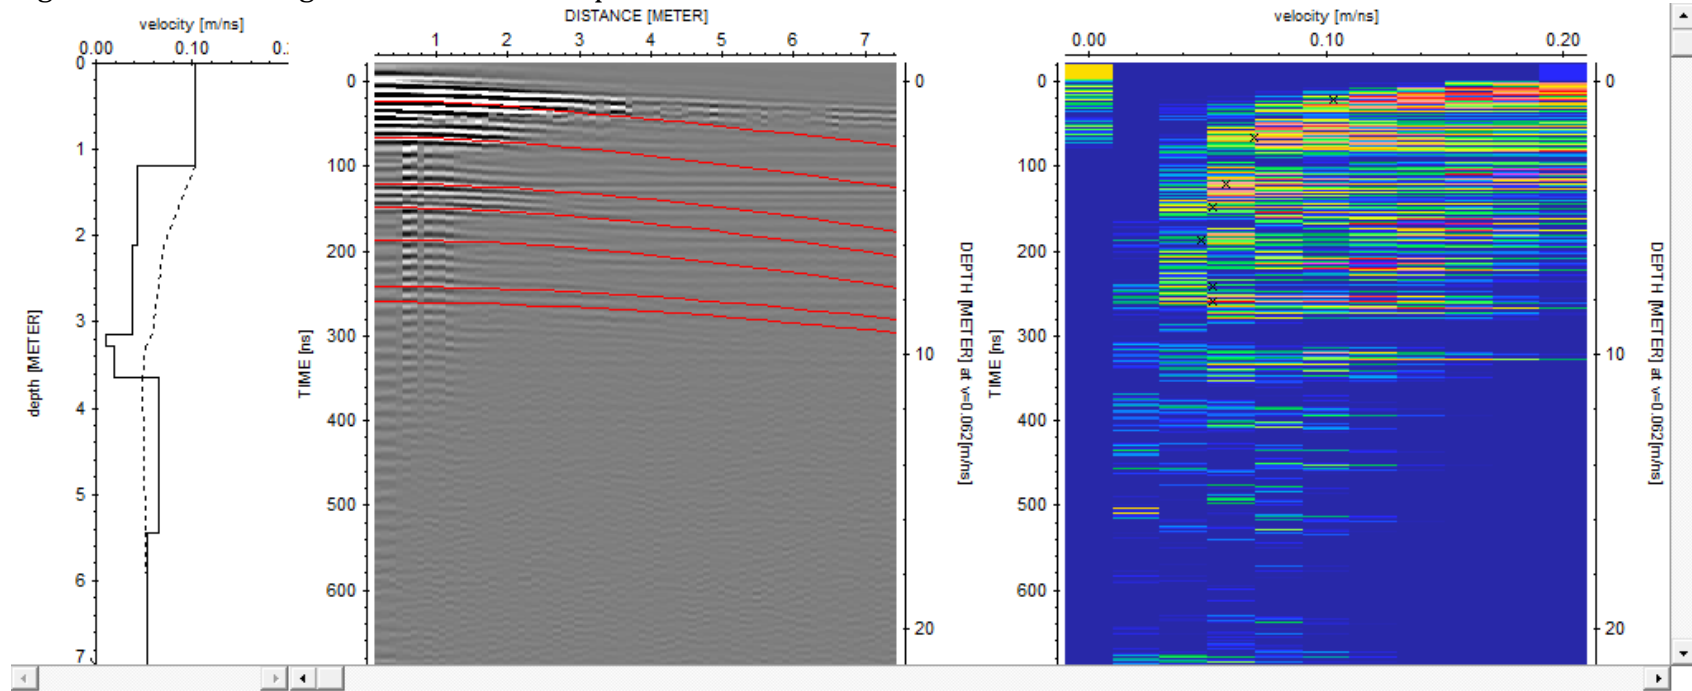 velocity [m/ns]
0.00 0.10
0
1
2
3
4
5
6
7
depth [METER]
DISTANCE [METER]
1 2 3 4 5 6 7
0
100
200
300
400
500
600
TIME [ns]
0
10
20
DEPTH [METER] at v=0.062[m/ns]
velocity [m/ns]
0.00 0.10 0.20
0
100
200
300
400
500
600
TIME [ns]
0
10
20
DEPTH [METER] at v=0.062[m/ns]